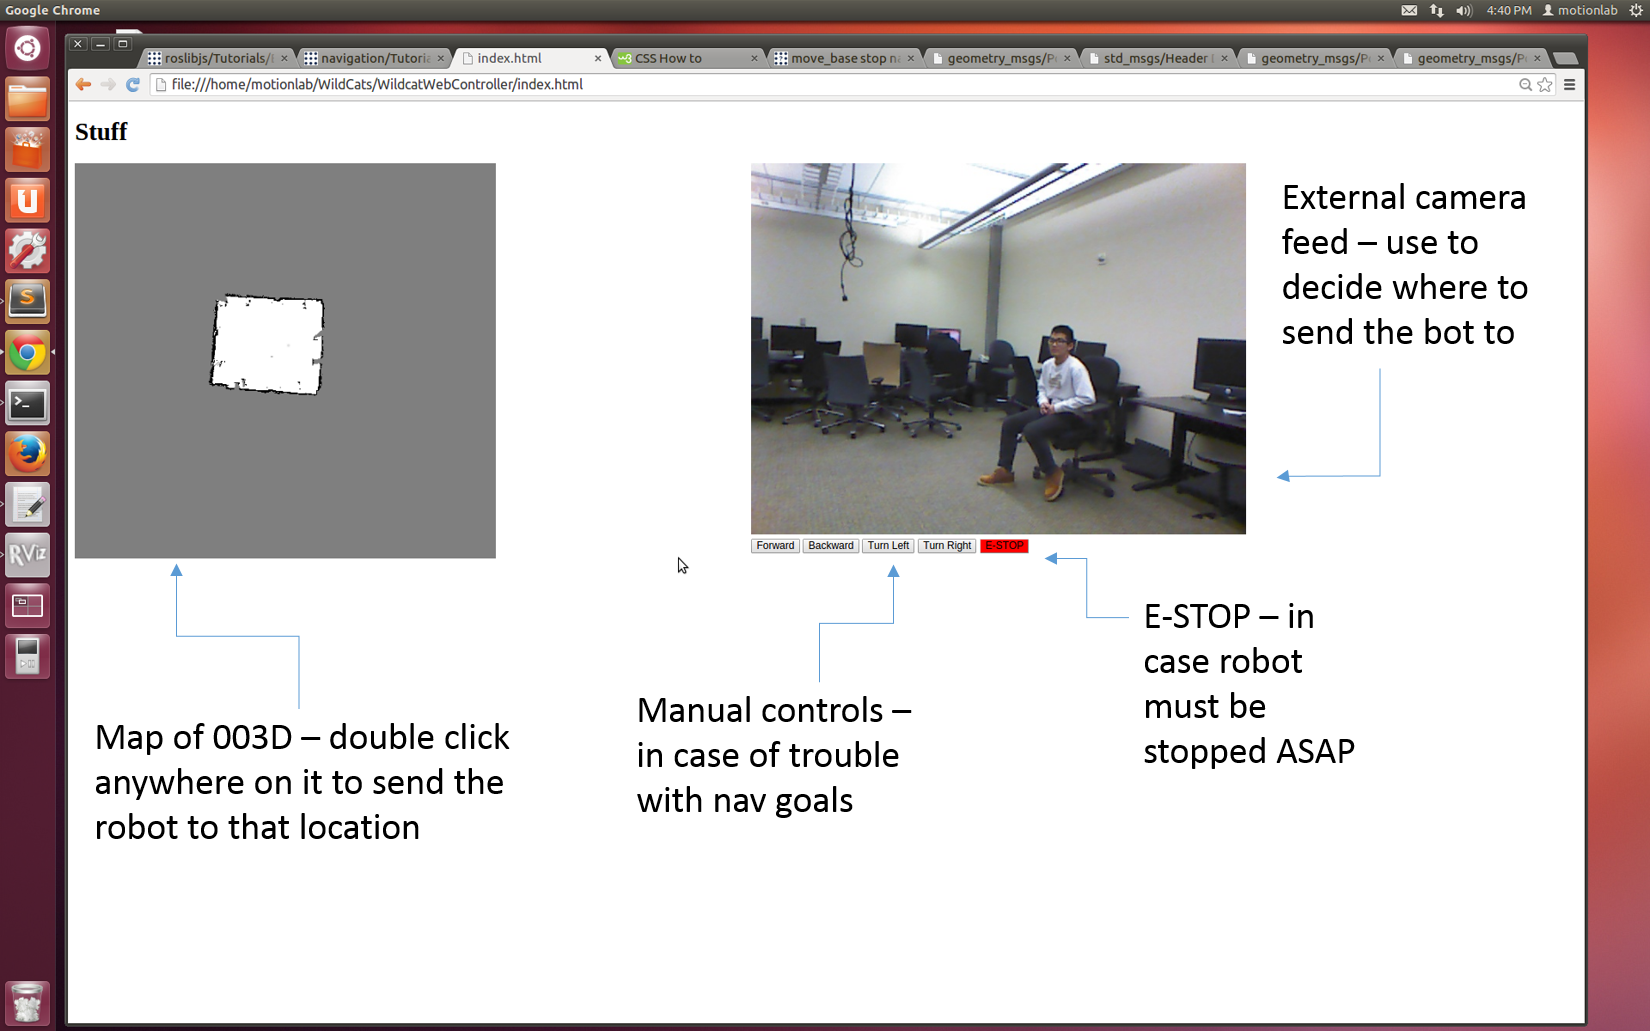 Google Chrome
4:40 PM
motionlab
roslibjs/Tutorials/
navigation/Tutoria
index.html
CSS How to
move_base stop
geometry_msgs/P
std_msgs/Header
geometry_msgs/P
geometry_msgs/P
file:///home/motionlab/WildCats/WildcatWebController/index.html
Stuff
External camera
feed – use to
decide where to
send the bot to
Forward
Backward
Turn Left
Turn Right
E-STOP
RViz
E-STOP – in
case robot
must be
stopped ASAP
Manual controls –
in case of trouble
with nav goals
Map of 003D – double click
anywhere on it to send the
robot to that location